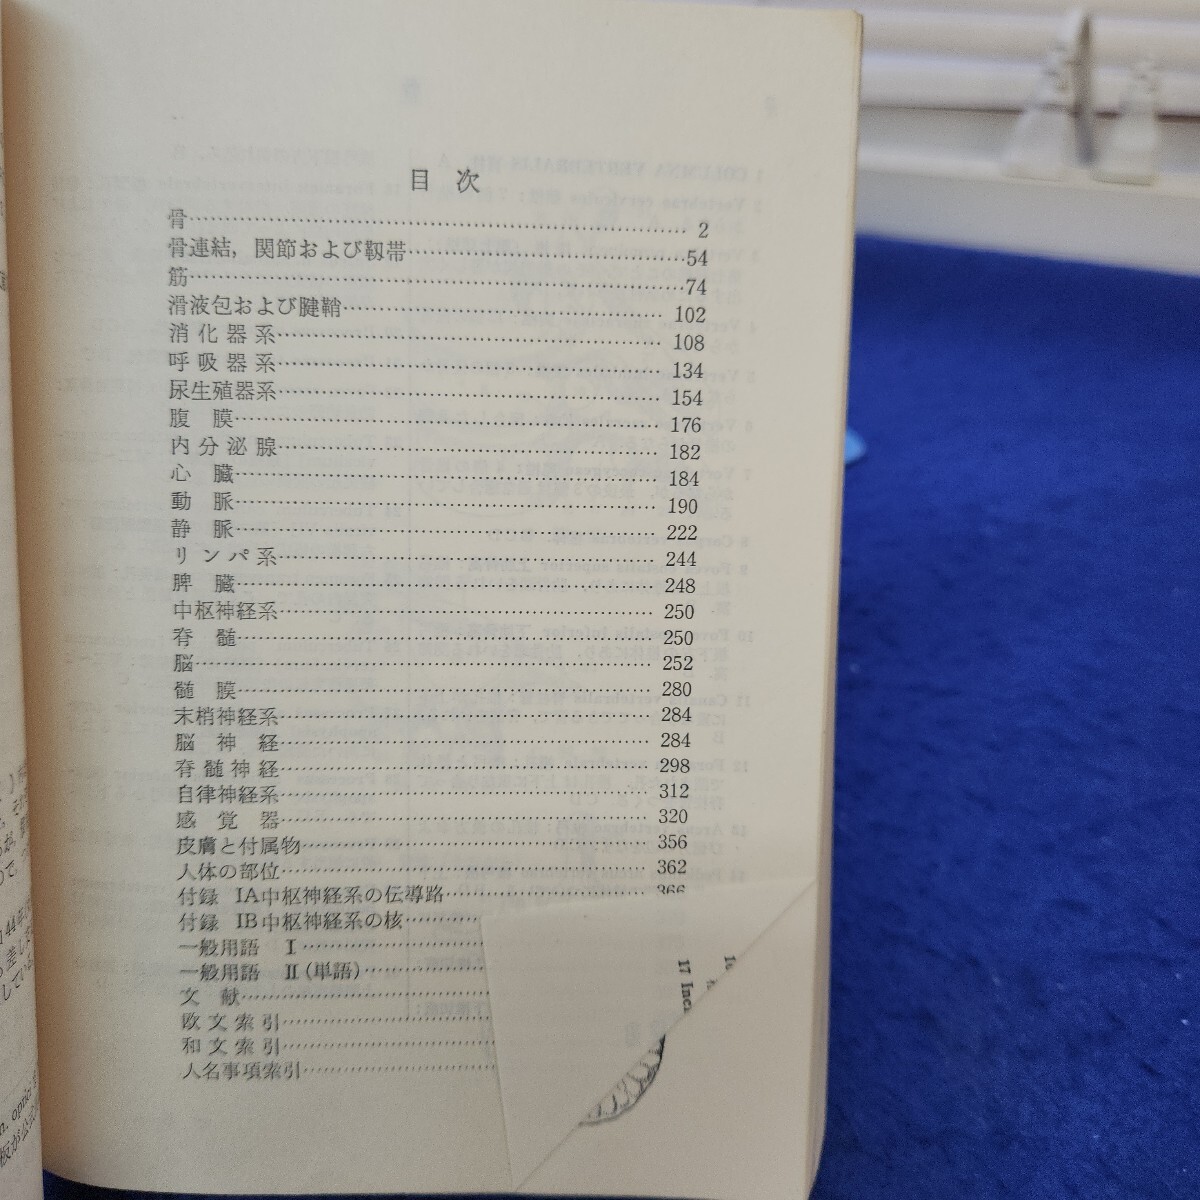 目次
骨 2
骨連結，関節および靱帯 54
筋 74
滑液包および腱鞘 102
消化器系 108
呼吸器系 134
尿生殖器系 154
腹膜 176
内分泌腺 182
心臓 184
動脈 190
静脈 222
リンパ系 244
脾臓 248
中枢神経系 250
脊髄 250
脳 252
髄膜 280
末梢神経系 284
脳神経 284
脊髄神経 298
自律神経系 312
感覚器 320
皮膚と付属物 356
人体の部位 362
付録 IA中枢神経系の伝導路 366
付録 IB中枢神経系の核
一般用語 I
一般用語 II（単語）
文献
欧文索引
和文索引
人名事項索引
17 Inc